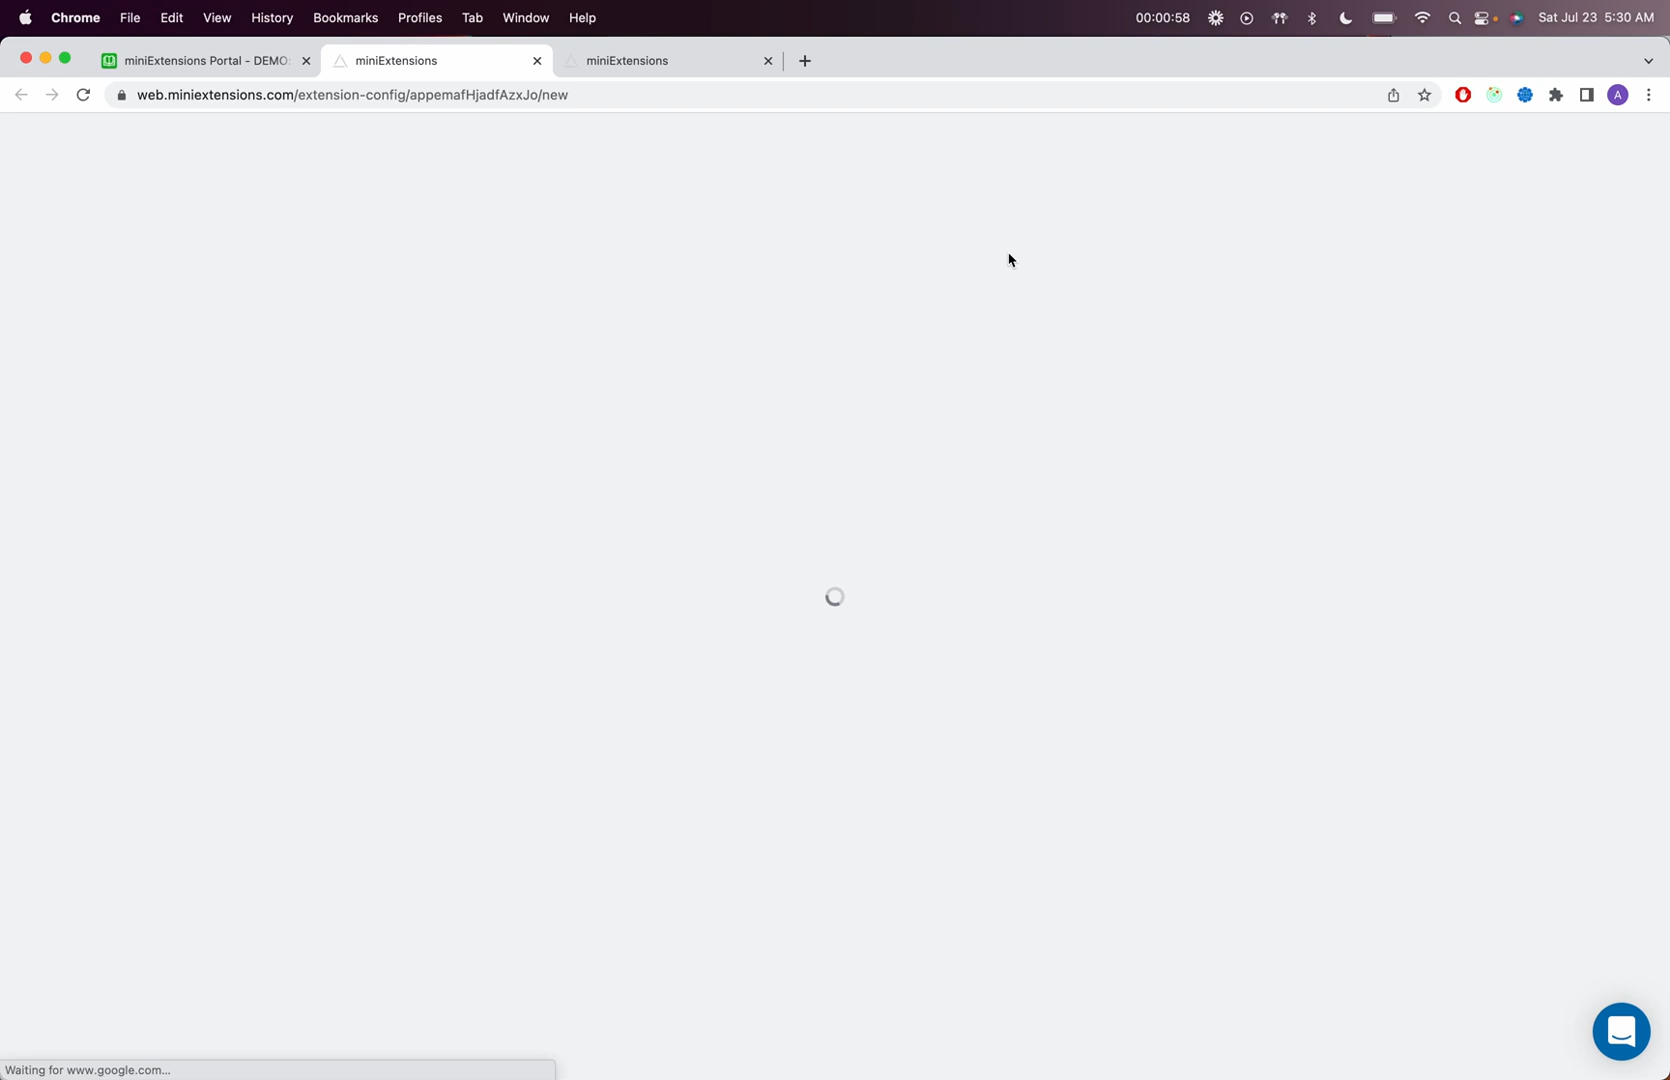 Chrome File Edit View History Bookmarks Profiles Tab Window Help 00:00:58 Sat Jul 23 5:30 AM
miniExtensions Portal - DEMO miniExtensions miniExtensions
web.miniextensions.com/extension-config/appemafHjadfAzxJo/new A
Waiting for www.google.com...